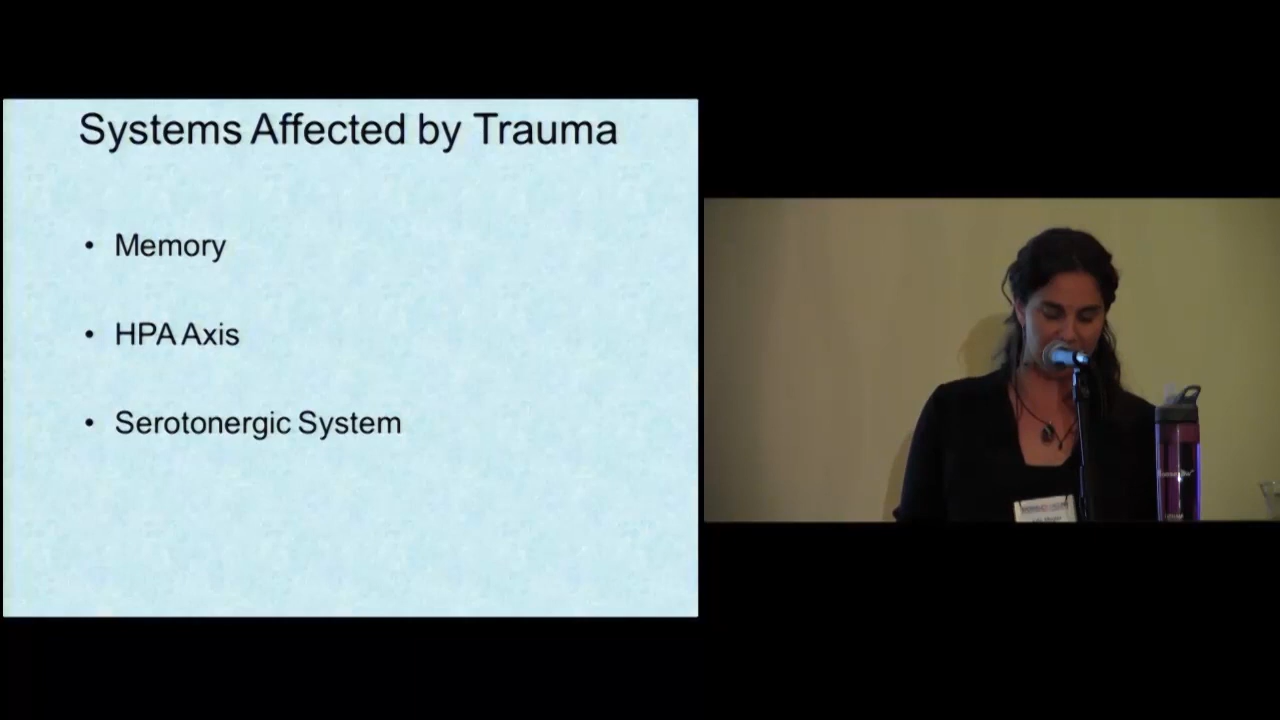 Systems Affected by Trauma
• Memory
• HPA Axis
• Serotonergic System